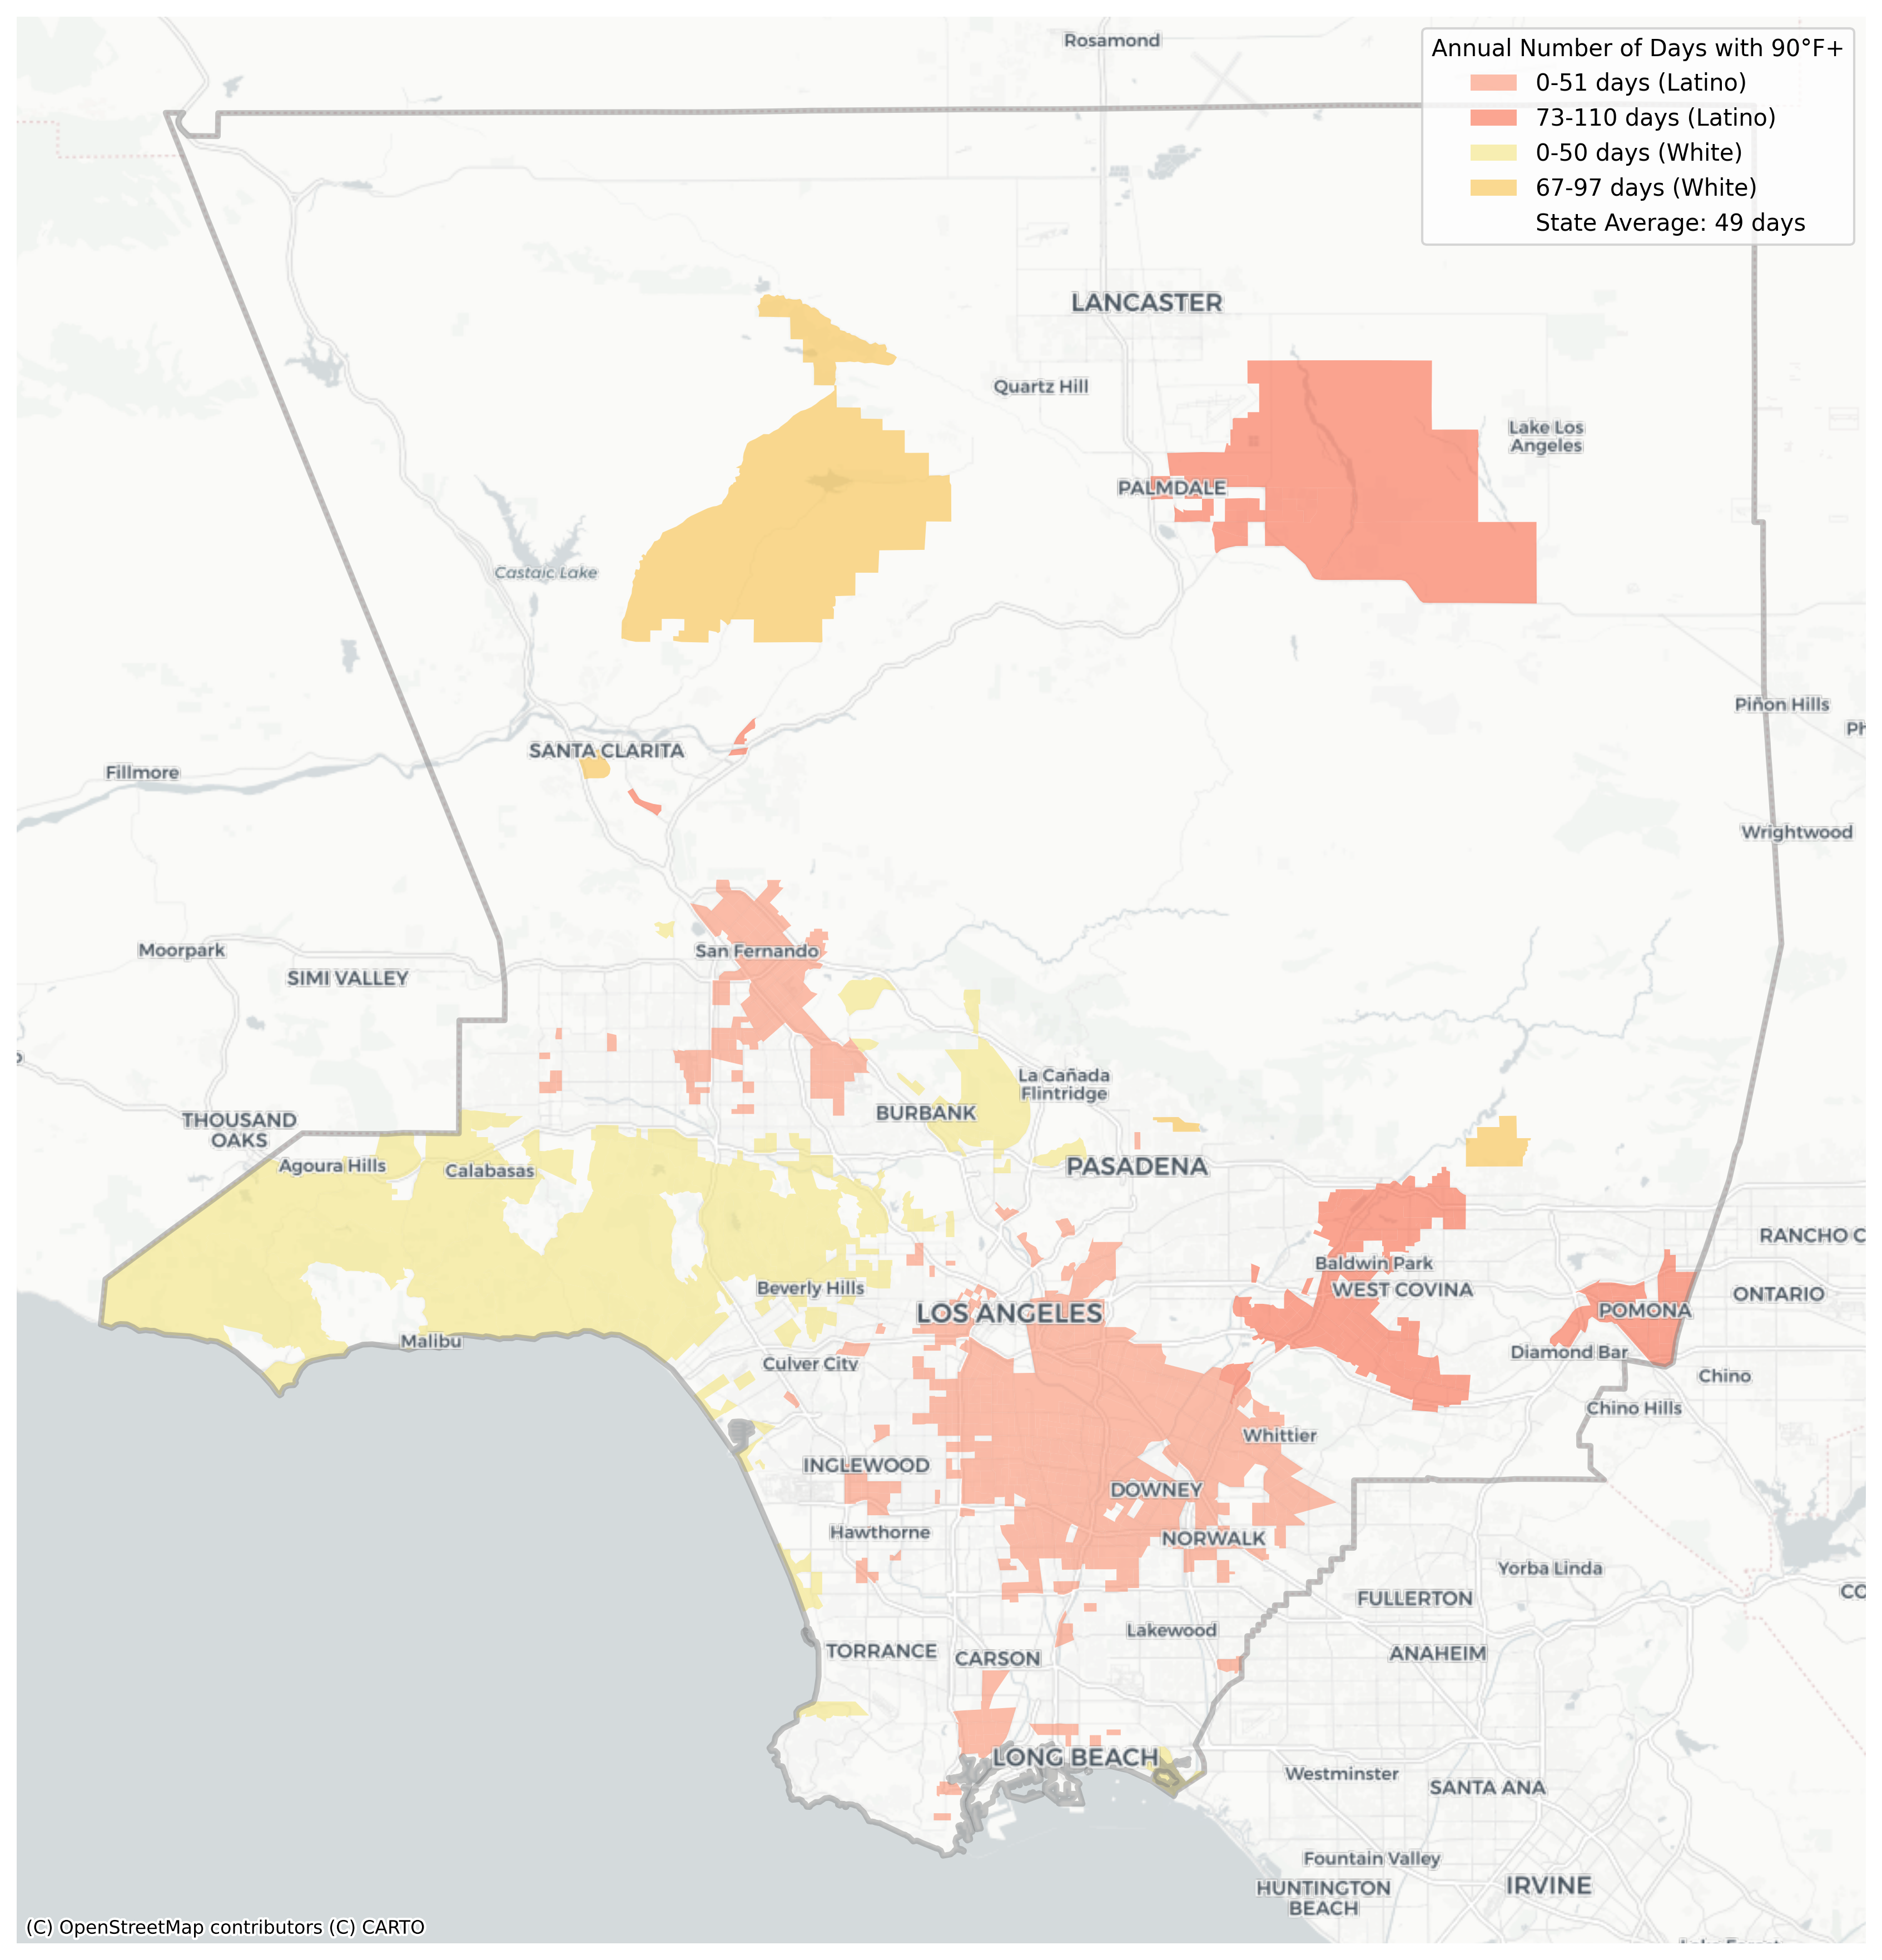 Rosamond
Annual Number of Days with 90°F+
0-51 days (Latino)
73-110 days (Latino)
0-50 days (White)
67-97 days (White)
State Average: 49 days
LANCASTER
Quartz Hill
Lake Los
Angeles
PALMDALE
Castaic Lake
Piñon Hills
Ph
SANTA CLARITA
Fillmore
Wrightwood
Moorpark
San Fernando
SIMI VALLEY
La Cañada
Flintridge
THOUSAND
OAKS
BURBANK
Agoura Hills
Calabasas
PASADENA
RANCHO C
Baldwin Park
WEST COVINA
Beverly Hills
ONTARIO
LOS ANGELES
POMONA
Malibu
Culver City
Diamond Bar
Chino
Chino Hills
Whittier
INGLEWOOD
DOWNEY
Hawthorne
NORWALK
Yorba Linda
CO
FULLERTON
Lakewood
TORRANCE
CARSON
ANAHEIM
LONG BEACH
Westminster
SANTA ANA
Fountain Valley
HUNTINGTON
BEACH
IRVINE
(C) OpenStreetMap contributors (C) CARTO